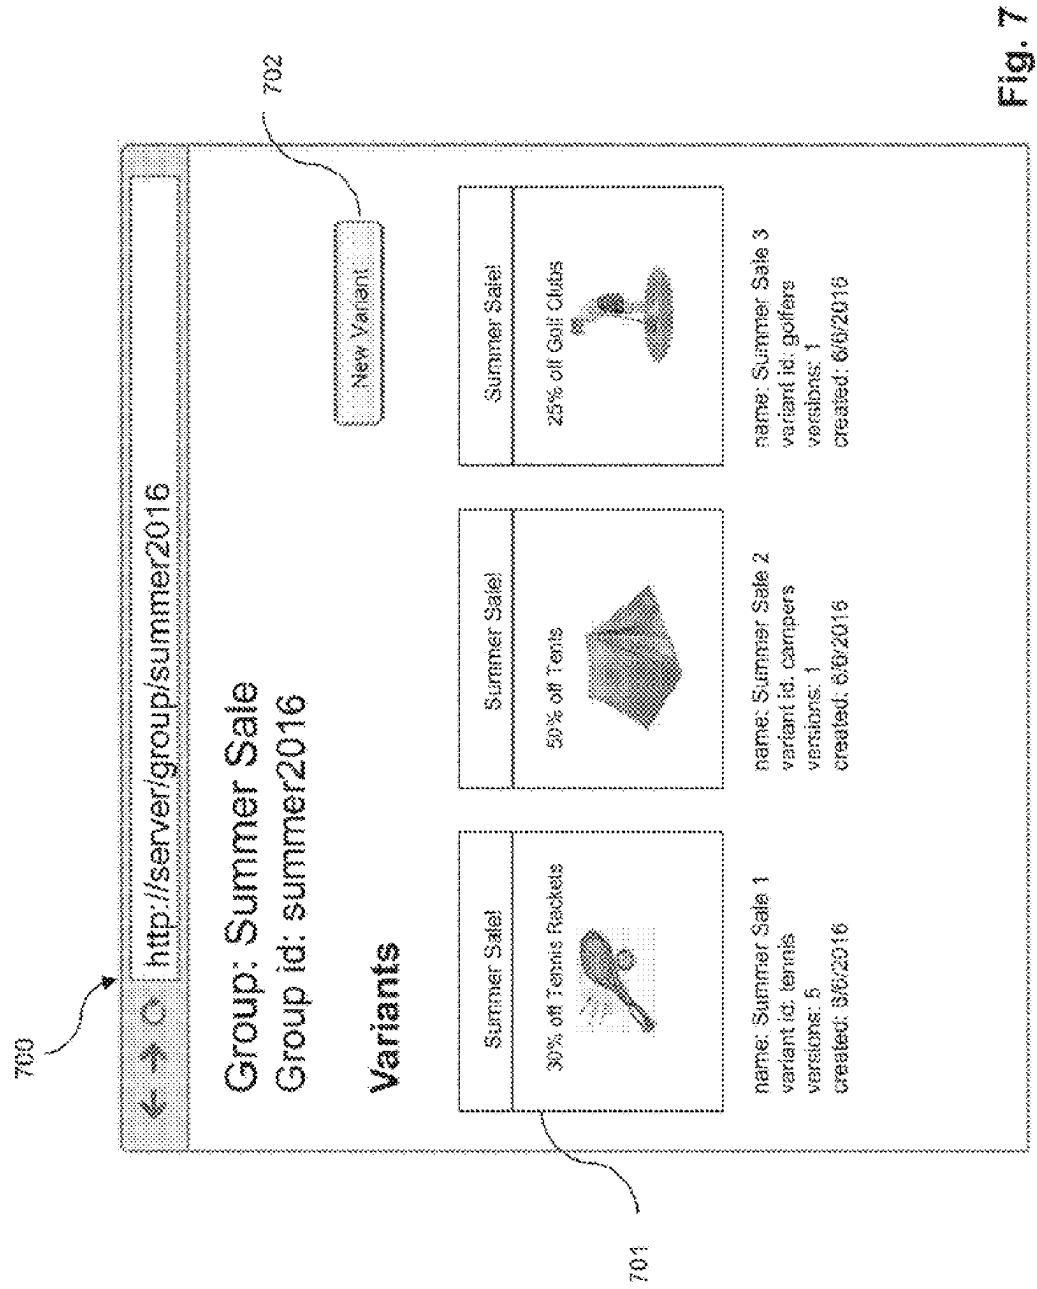 700
http://server/group/summer2016
Group: Summer Sale
Group id: summer2016
702
New Variant
Variants
Summer Sale!
30% off Tennis Rackets
name: Summer Sale 1
variant id: tennis
versions: 5
created: 6/6/2016
Summer Sale!
50% off Tents
name: Summer Sale 2
variant id: campers
versions: 1
created: 6/6/2016
Summer Sale!
25% off Golf Clubs
name: Summer Sale 3
variant id: golfers
versions: 1
created: 6/6/2016
701
Fig. 7